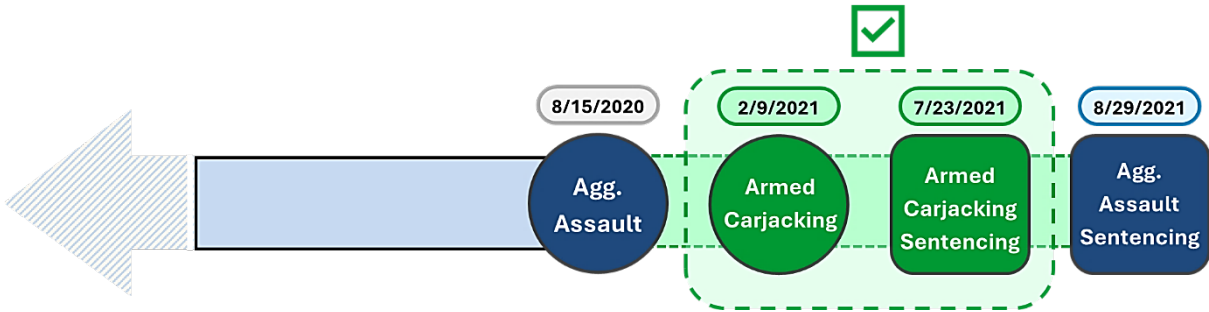 8/15/2020
2/9/2021
7/23/2021
8/29/2021
Agg.
Assault
Armed
Carjacking
Armed
Carjacking
Sentencing
Agg.
Assault
Sentencing